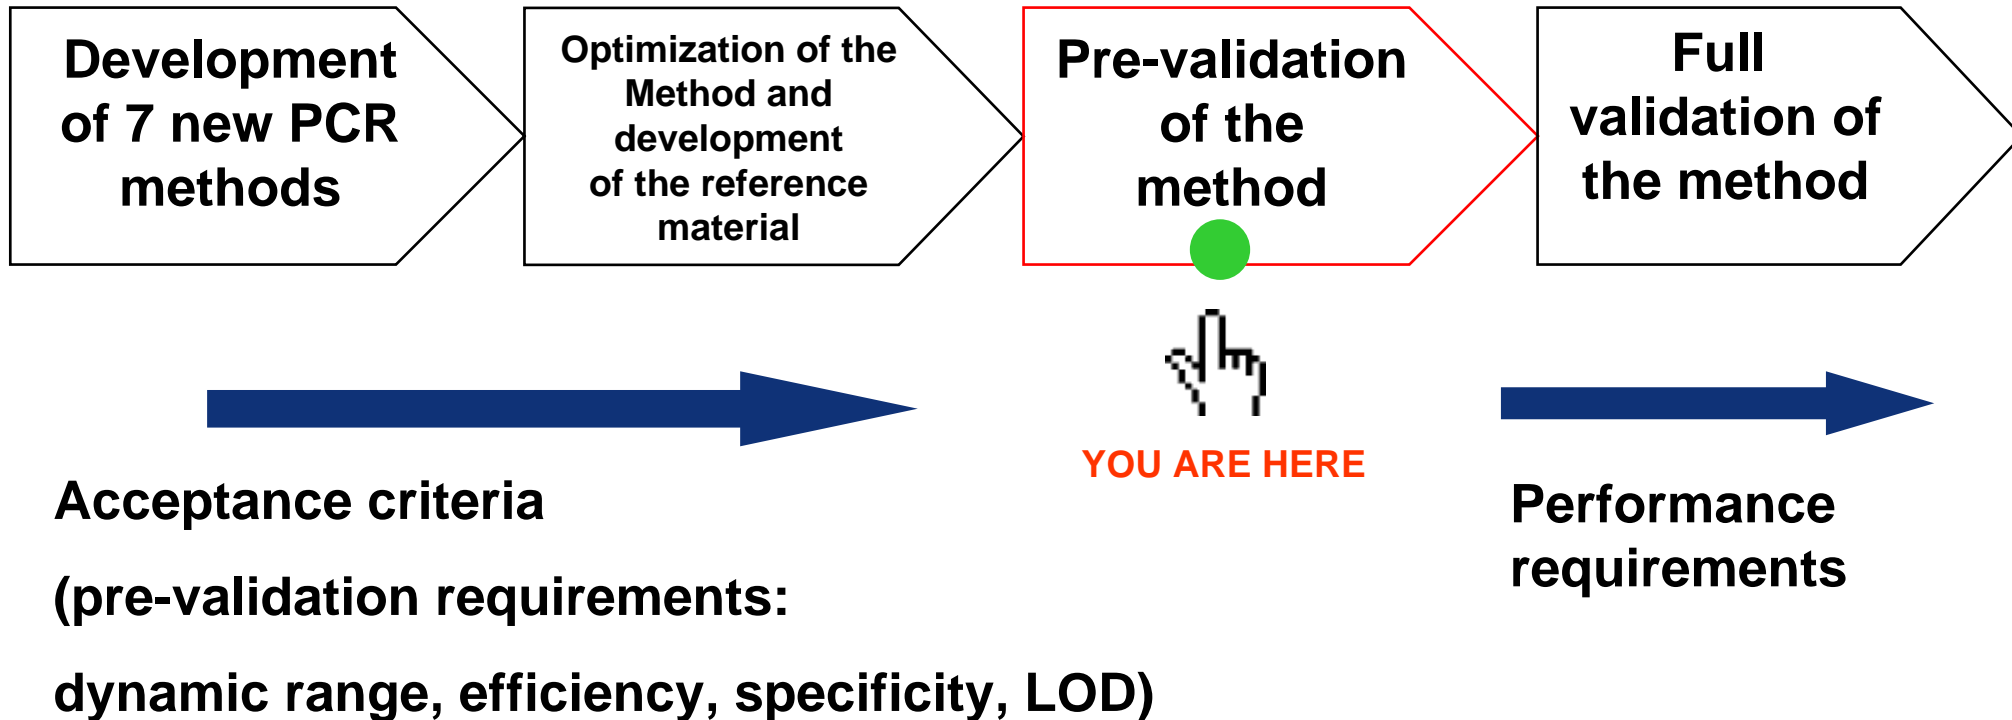 Development
of 7 new PCR
methods
Optimization of the
Method and
development
of the reference
material
Pre-validation
of the
method
Full
validation of
the method
YOU ARE HERE
Acceptance criteria
(pre-validation requirements:
dynamic range, efficiency, specificity, LOD)
Performance
requirements